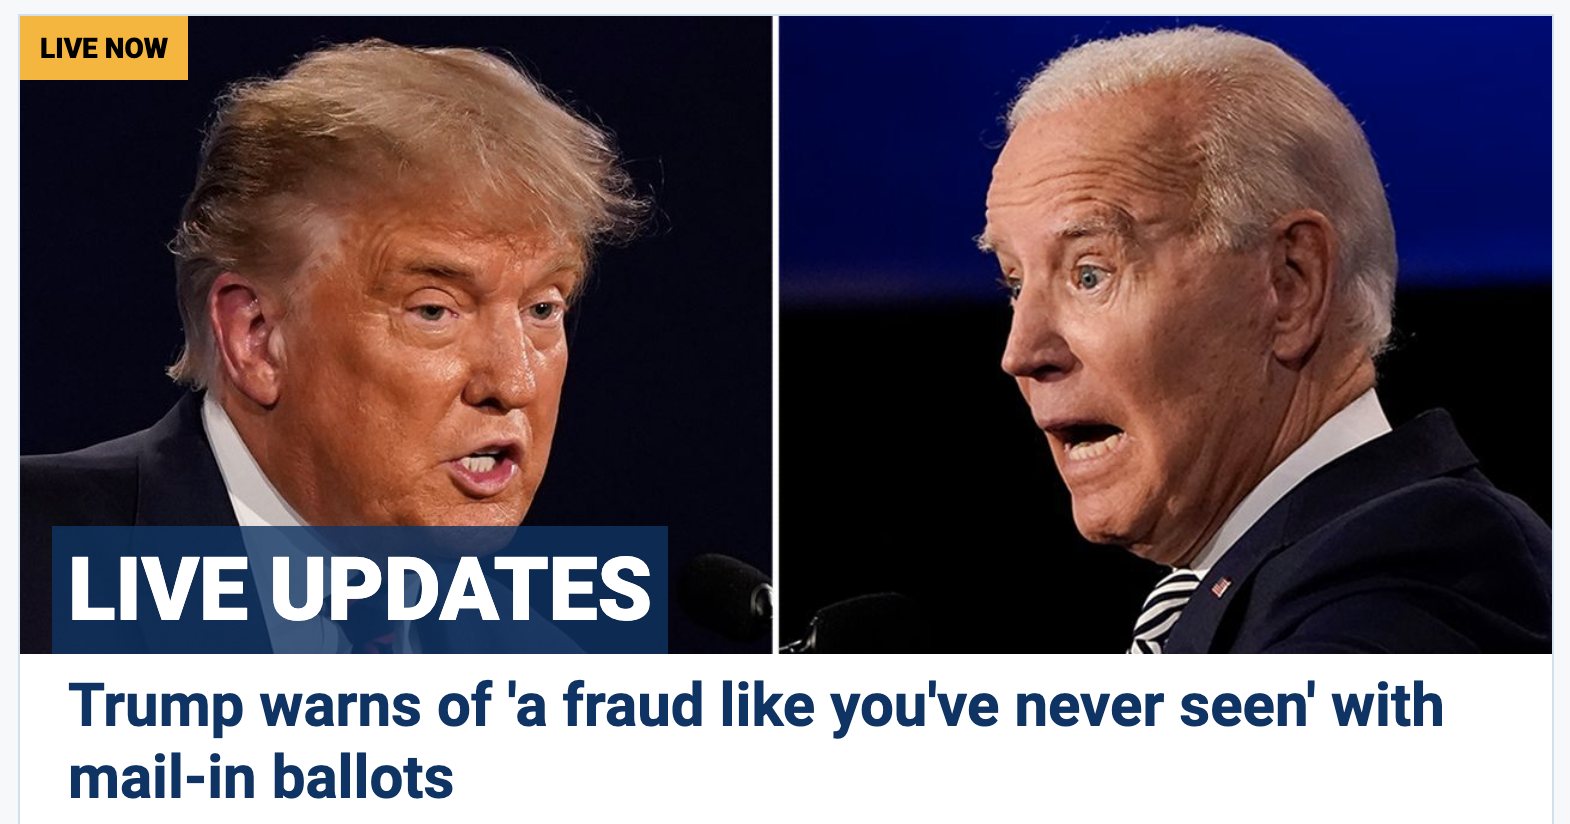 LIVE NOW
LIVE UPDATES
Trump warns of 'a fraud like you've never seen' with
mail-in ballots